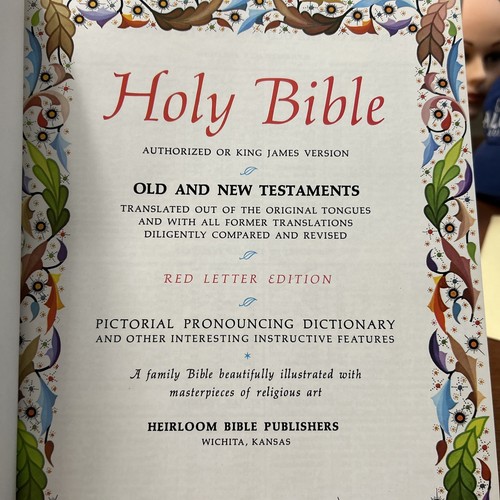 Holy Bible
AUTHORIZED OR KING JAMES VERSION
OLD AND NEW TESTAMENTS
TRANSLATED OUT OF THE ORIGINAL TONGUES
AND WITH ALL FORMER TRANSLATIONS
DILIGENTLY COMPARED AND REVISED
RED LETTER EDITION
PICTORIAL PRONOUNCING DICTIONARY
AND OTHER INTERESTING INSTRUCTIVE FEATURES
*
A family Bible beautifully illustrated with
masterpieces of religious art
HEIRLOOM BIBLE PUBLISHERS
WICHITA, KANSAS